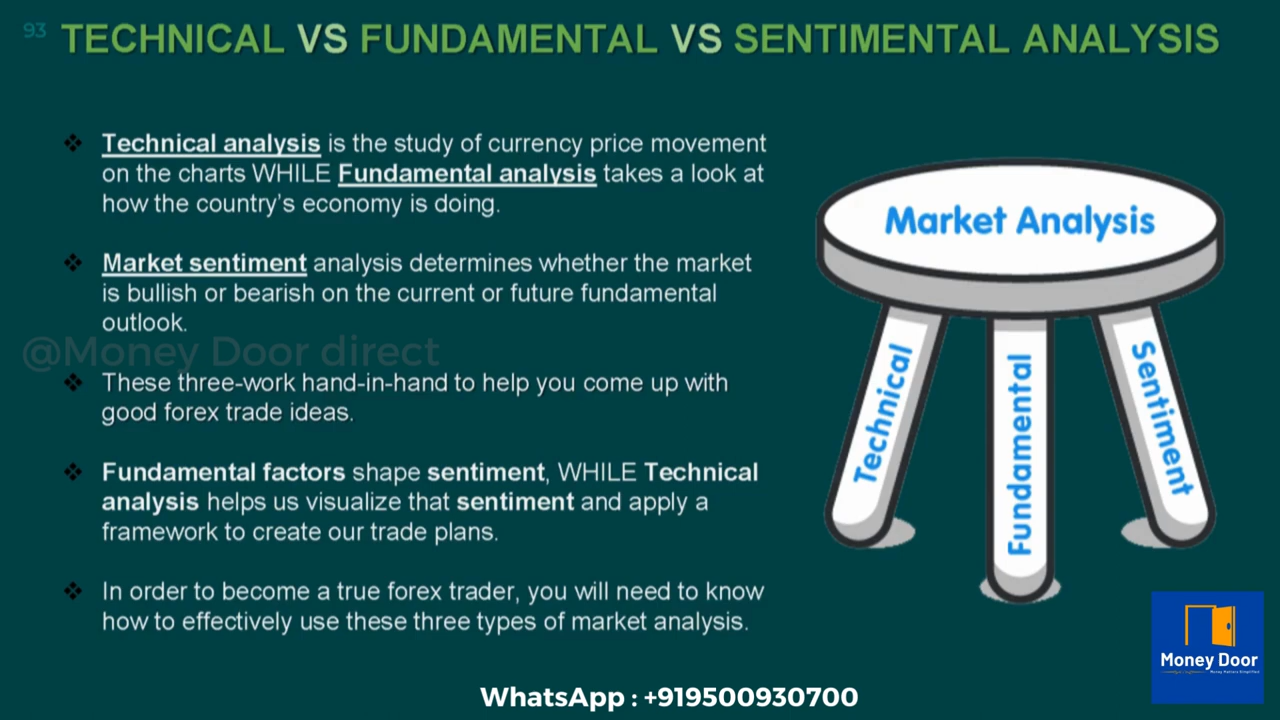 93
TECHNICAL VS FUNDAMENTAL VS SENTIMENTAL ANALYSIS
❖ Technical analysis is the study of currency price movement
on the charts WHILE Fundamental analysis takes a look at
how the country's economy is doing.
❖ Market sentiment analysis determines whether the market
is bullish or bearish on the current or future fundamental
outlook.
@Money Door direct
❖ These three-work hand-in-hand to help you come up with
good forex trade ideas.
❖ Fundamental factors shape sentiment, WHILE Technical
analysis helps us visualize that sentiment and apply a
framework to create our trade plans.
❖ In order to become a true forex trader, you will need to know
how to effectively use these three types of market analysis.
Market Analysis
Technical
Fundamental
Sentiment
Money Door
WhatsApp : +919500930700